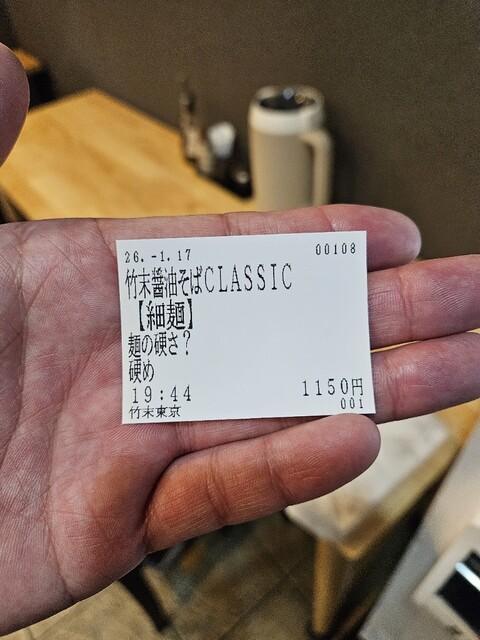 26.-1.17 00108
竹末醤油そばCLASSIC
【細麺】
麺の硬さ？
硬め
19:44 1150円
竹末東京 001